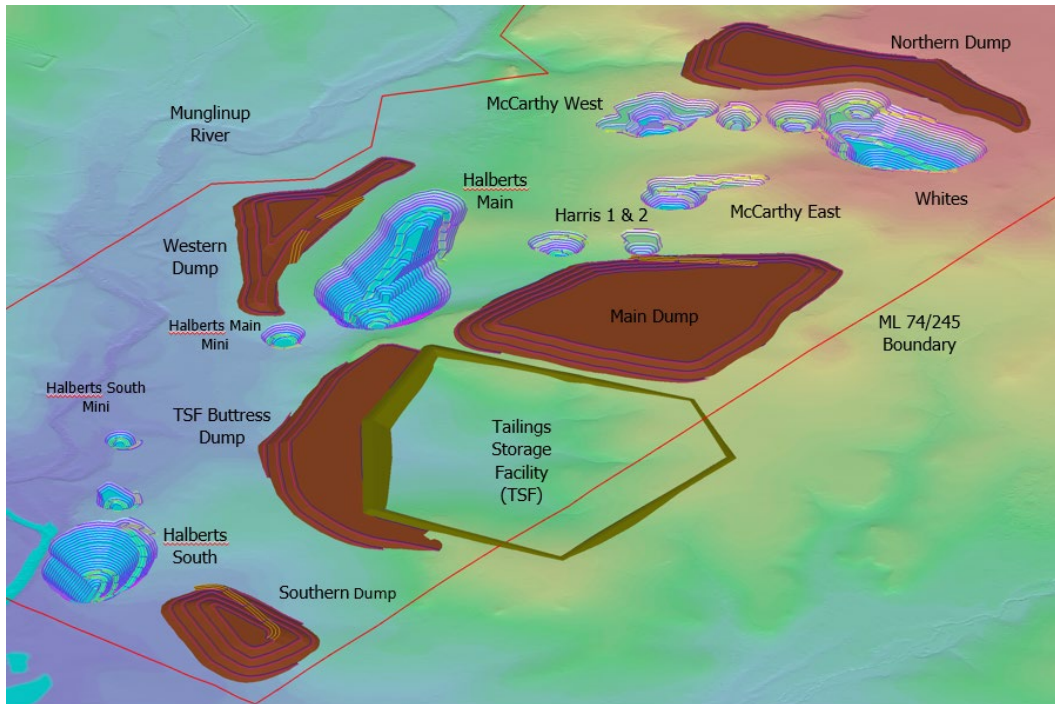 Northern Dump
McCarthy West
Munglinup
River
Halberts
Main
Whites
McCarthy East
Harris 1 & 2
Western
Dump
Main Dump
ML 74/245
Boundary
Halberts Main
Mini
Halberts South
Mini
TSF Buttress
Dump
Tailings
Storage
Facility
(TSF)
Halberts
South
Southern Dump